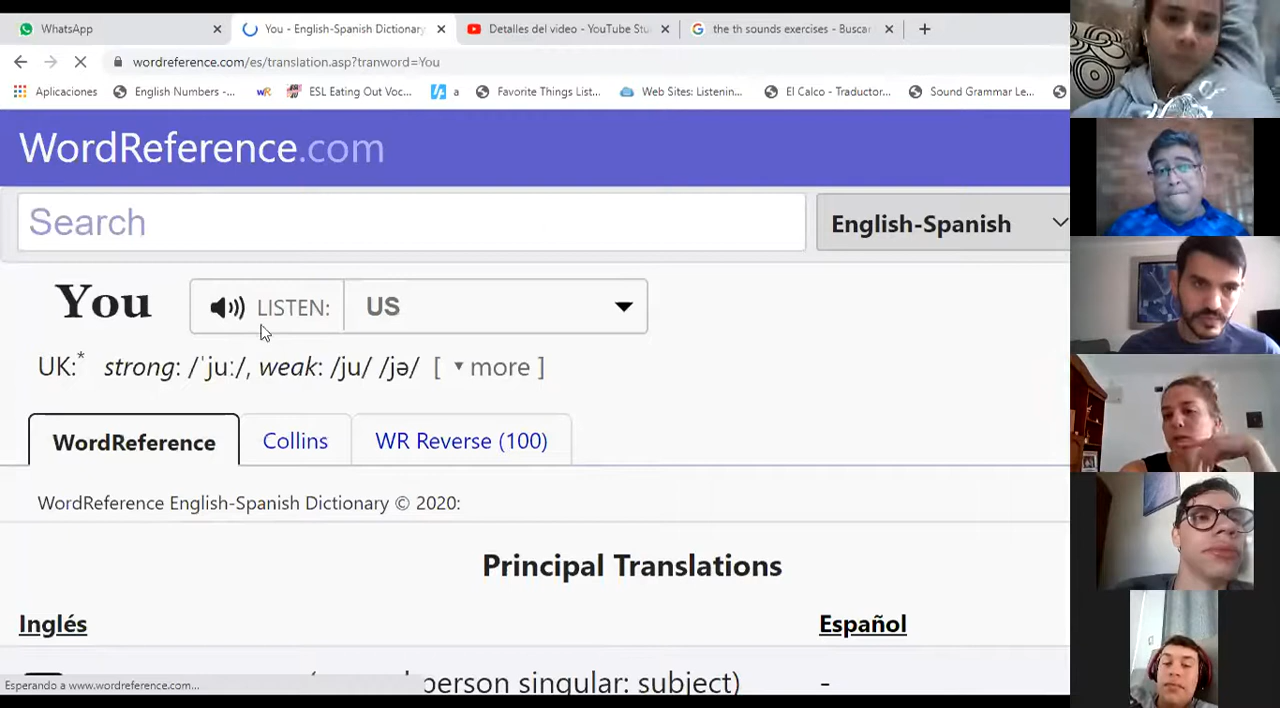 WhatsApp
You - English-Spanish Dictionary
Detalles del video - YouTube Stu
the th sounds exercises - Buscar
wordreference.com/es/translation.asp?tranword=You
Aplicaciones
English Numbers -...
WR
ESL Eating Out Voc...
a
Favorite Things List...
Web Sites: Listenin...
El Calco - Traductor...
Sound Grammar Le...
WordReference.com
Search
English-Spanish
You
LISTEN:
US
UK:* strong: /ˈjuː/, weak: /ju/ /jə/ [ ▼ more ]
WordReference
Collins
WR Reverse (100)
WordReference English-Spanish Dictionary © 2020:
Principal Translations
Inglés
Español
person singular: subject) -
Esperando a www.wordreference.com...